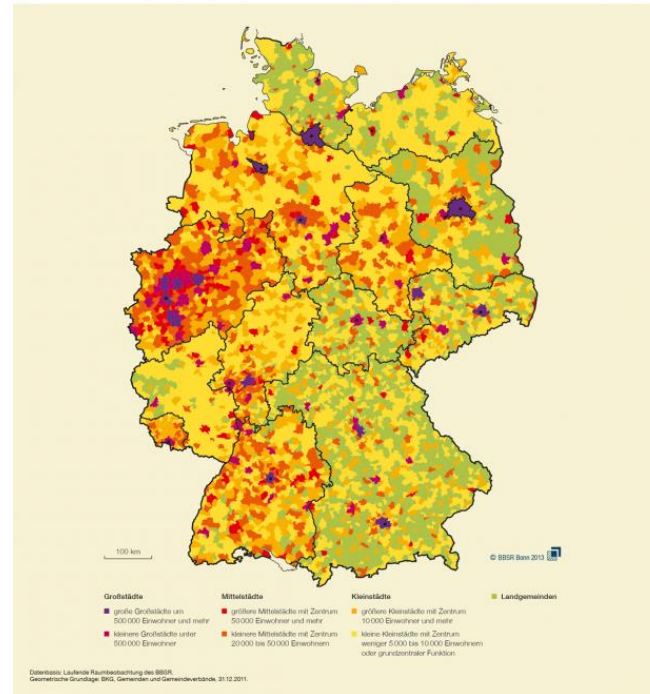 100 km
© BBSR Bonn 2013
Großstädte
große Großstädte um
500 000 Einwohner und mehr
kleinere Großstädte unter
500 000 Einwohner
Mittelstädte
größere Mittelstädte mit Zentrum
50 000 Einwohner und mehr
kleinere Mittelstädte mit Zentrum
20 000 bis 50 000 Einwohnern
Kleinstädte
größere Kleinstädte mit Zentrum
10 000 Einwohner und mehr
kleine Kleinstädte mit Zentrum
weniger 5 000 bis 10 000 Einwohnern
oder grundzentraler Funktion
Landgemeinden
Datenbasis: Laufende Raumbeobachtung des BBSR.
Geometrische Grundlage: BKG, Gemeinden und Gemeindeverbände, 31.12.2011.